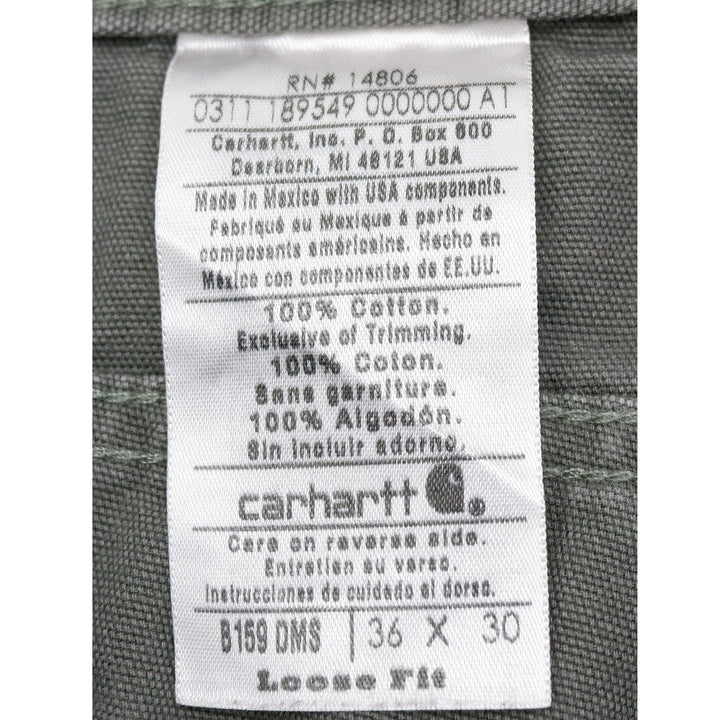 RN# 14806
0311 189549 0000000 A1
Carhartt, Inc. P. O. Box 600
Dearborn, MI 48121 USA
Made in Mexico with USA components.
Fabriqué au Mexique à partir de
composants américains. Hecho en
México con componentes de EE.UU.
100% Cotton.
Exclusive of Trimming.
100% Coton.
Sans garniture.
100% Algodón.
Sin incluir adorno.
carhartt
Care on reverse side.
Entretien au verso.
Instrucciones de cuidado al dorso.
B159 DMS 36 X 30
Loose Fit